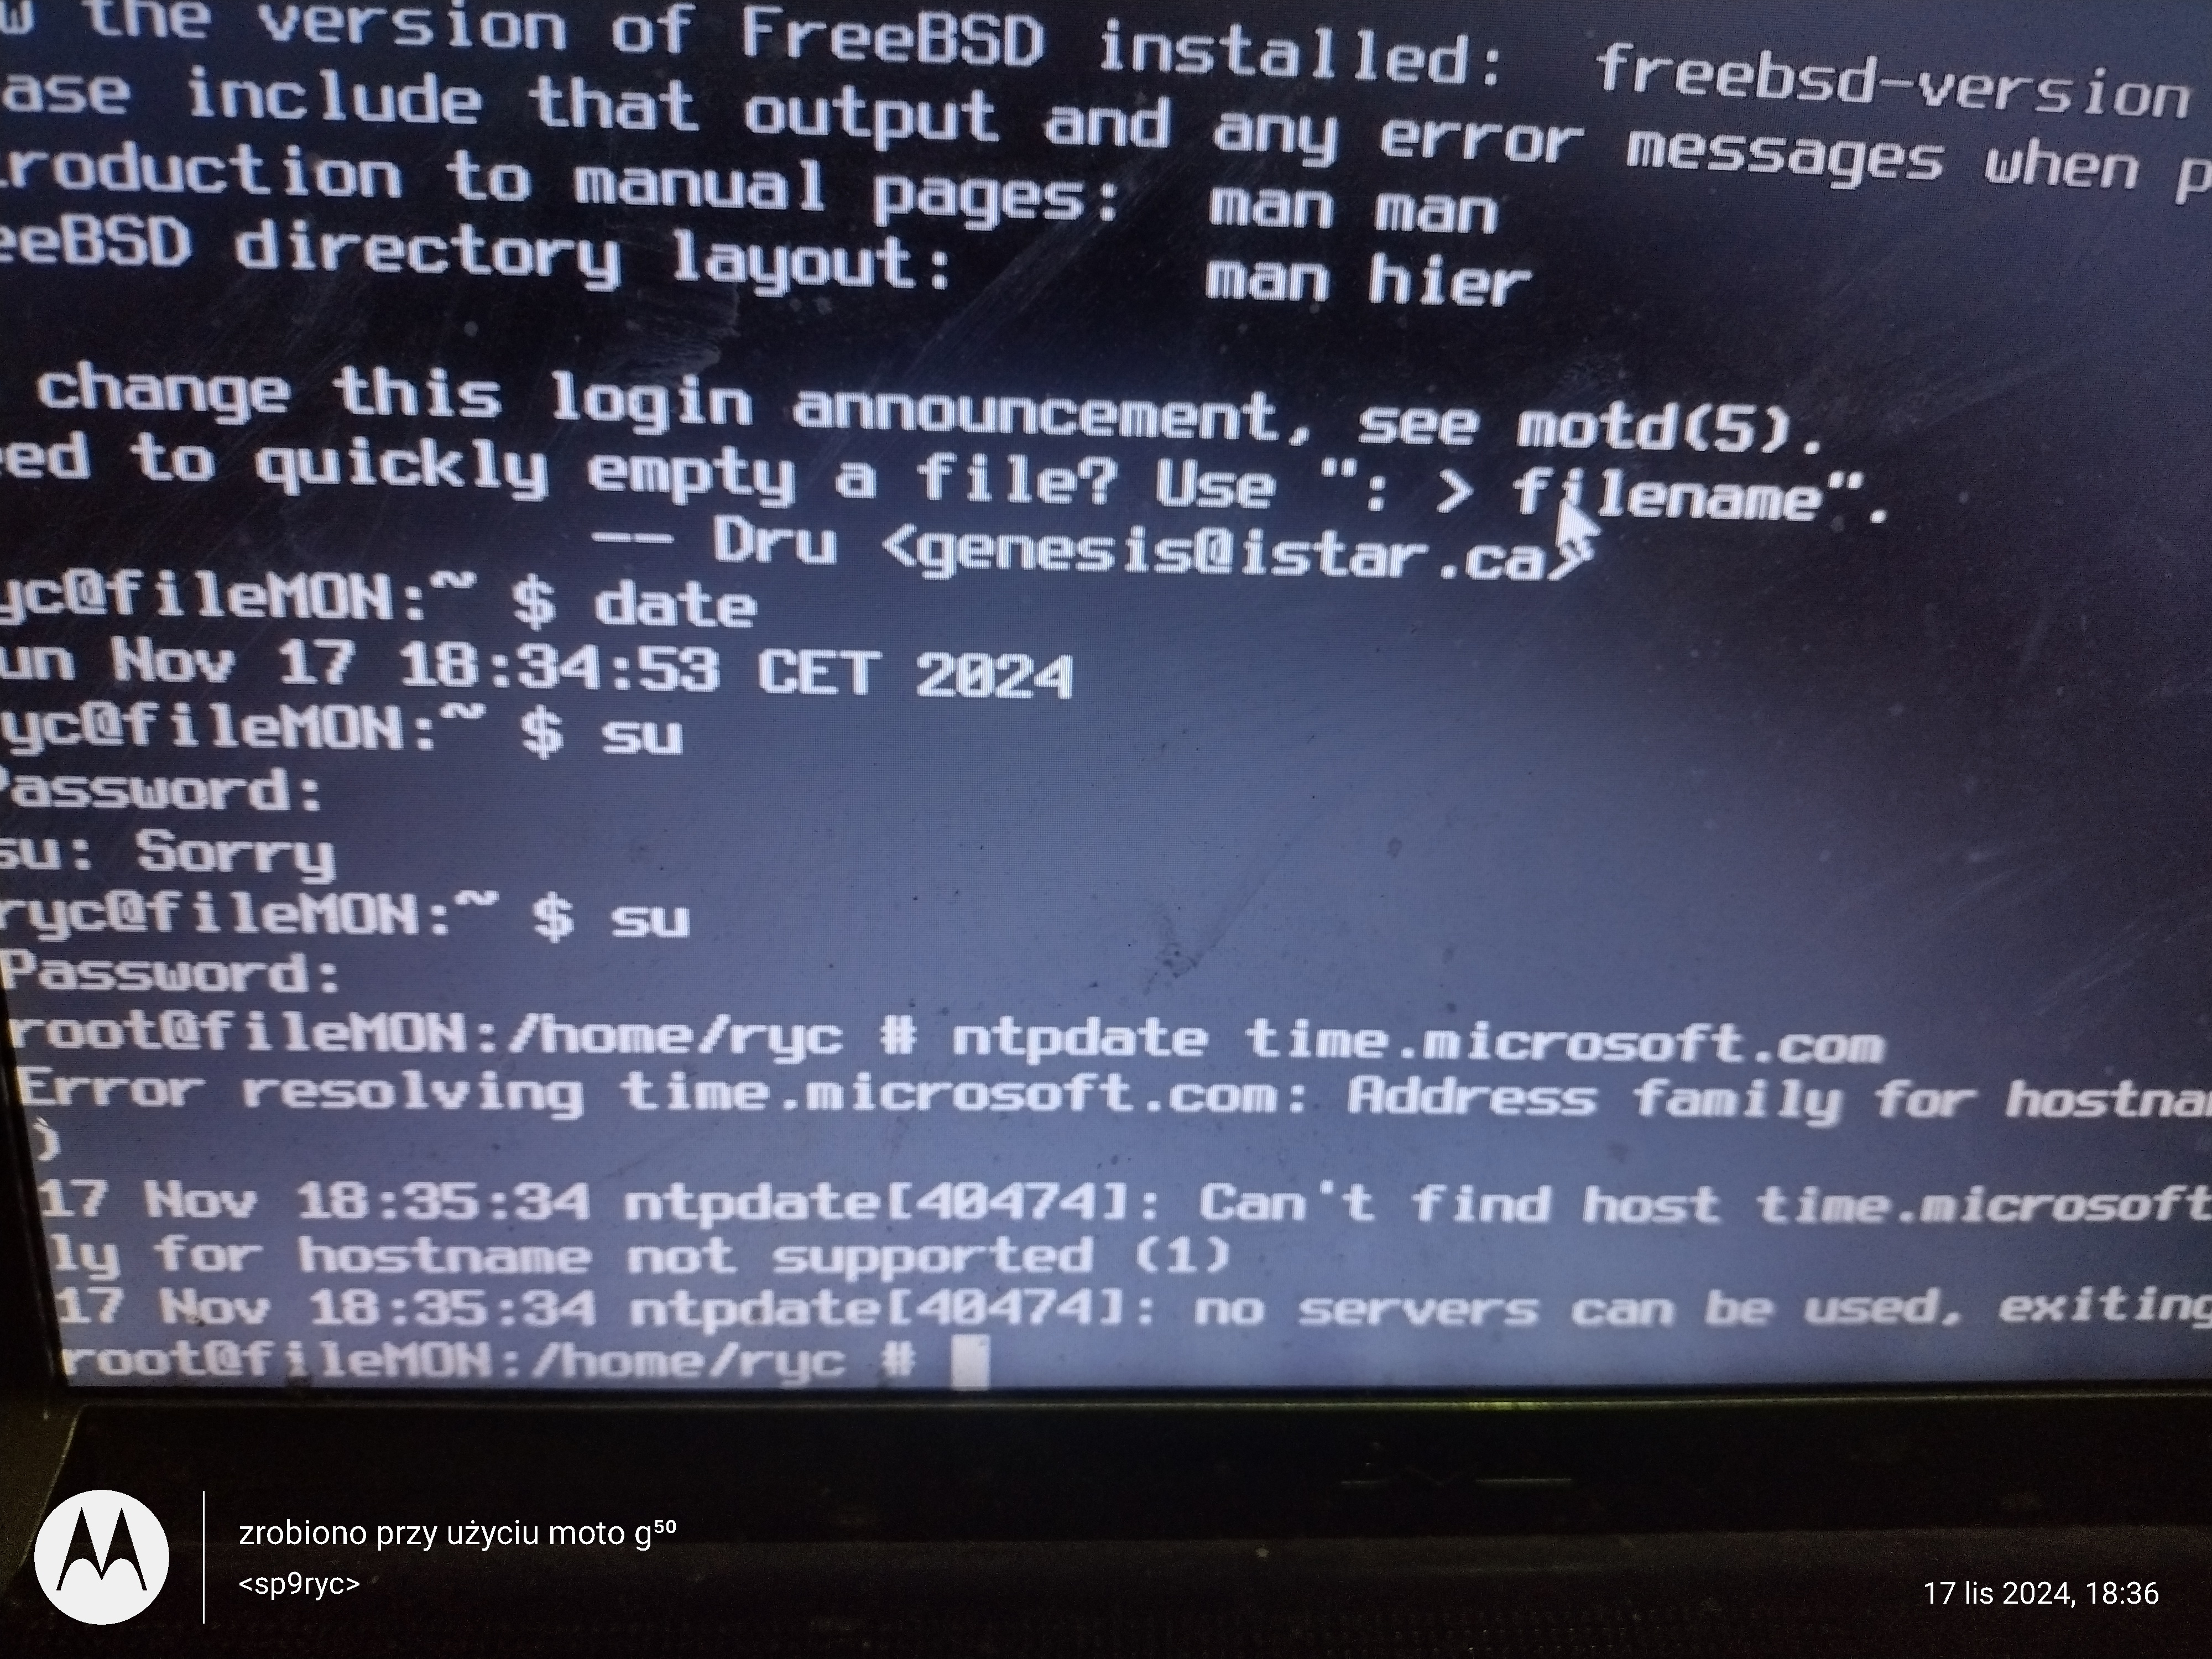 the version of FreeBSD installed: freebsd-version
ase include that output and any error messages when p
roduction to manual pages: man man
eeBSD directory layout: man hier
change this login announcement, see motd(5).
ed to quickly empty a file? Use ": > filename".
-- Dru <genesis@istar.ca>
yc@fileMON:~ $ date
un Nov 17 18:34:53 CET 2024
yc@fileMON:~ $ su
Password:
su: Sorry
ryc@fileMON:~ $ su
Password:
root@fileMON:/home/ryc # ntpdate time.microsoft.com
Error resolving time.microsoft.com: Address family for hostna
)
17 Nov 18:35:34 ntpdate[40474]: Can't find host time.microsoft
ly for hostname not supported (1)
17 Nov 18:35:34 ntpdate[40474]: no servers can be used, exiting
root@fileMON:/home/ryc #
zrobiono przy użyciu moto g⁵⁰
<sp9ryc>
17 lis 2024, 18:36